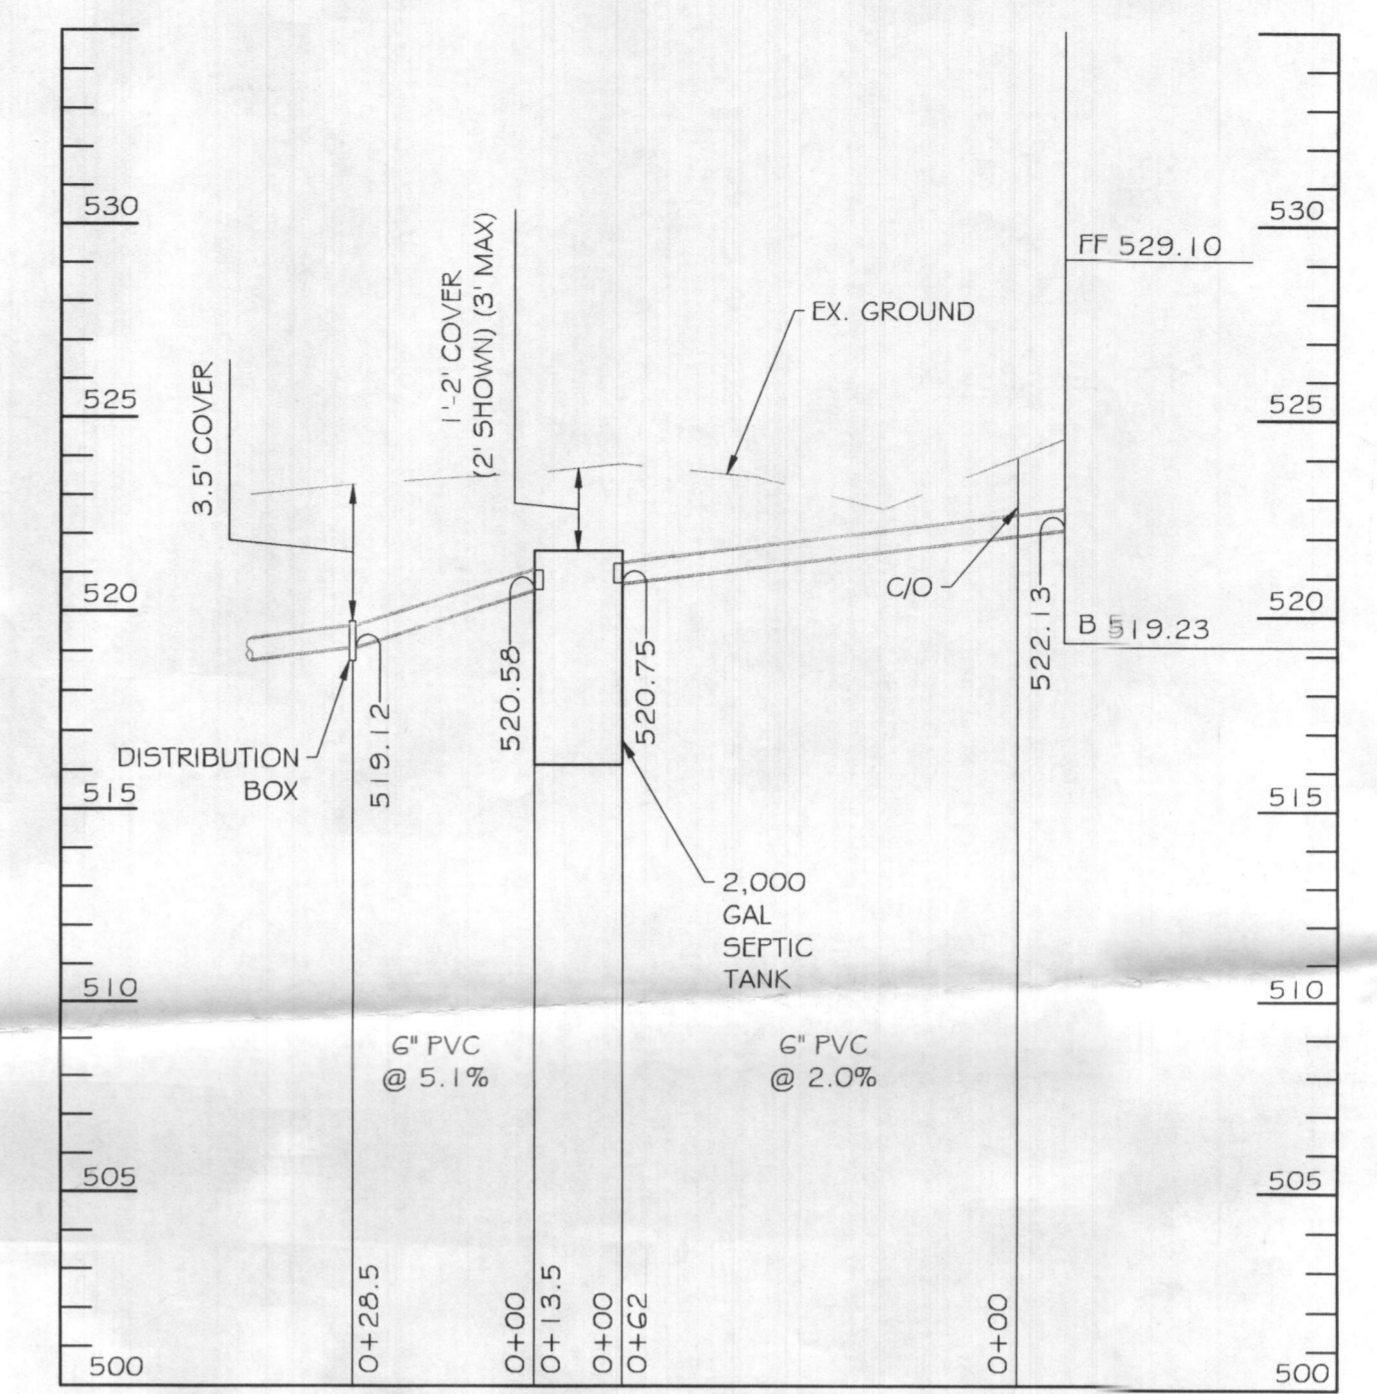 530
530
FF 529.10
1'-2' COVER
(2' SHOWN) (3' MAX)
EX. GROUND
525
525
3.5' COVER
520
520
C/O
522.13
B 519.23
520.58
520.75
519.12
DISTRIBUTION
BOX
515
515
2,000
GAL
SEPTIC
TANK
510
510
6" PVC
@ 5.1%
6" PVC
@ 2.0%
505
505
0+28.5
0+00
0+13.5
0+00
0+62
0+00
500
500